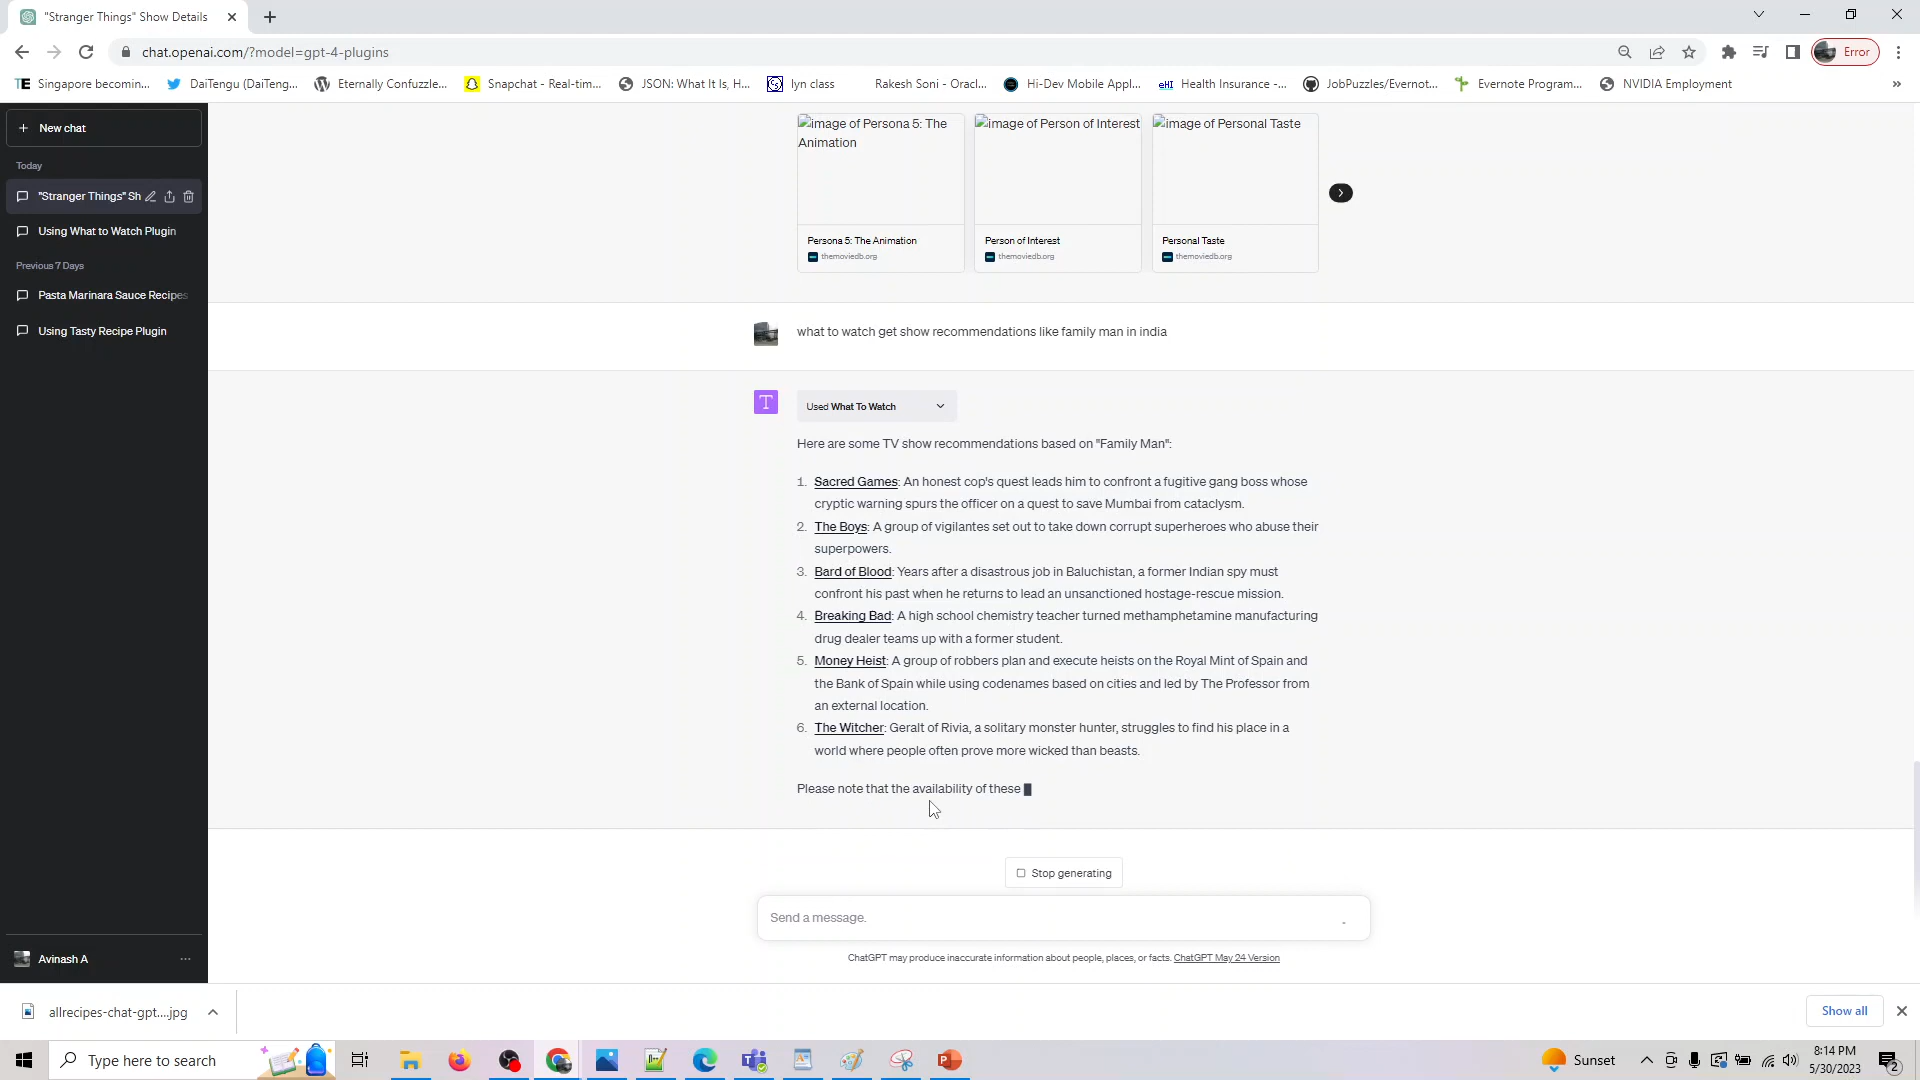 "Stranger Things" Show Details
chat.openai.com/?model=gpt-4-plugins
Error
Singapore becomin...
DaiTengu (DaiTeng...
Eternally Confuzzle...
Snapchat - Real-tim...
JSON: What It Is, H...
lyn class
Rakesh Soni - Oracl...
Hi-Dev Mobile Appl...
Health Insurance -...
JobPuzzles/Evernot...
Evernote Program...
NVIDIA Employment
»
New chat
Today
"Stranger Things" Sh
Using What to Watch Plugin
Previous 7 Days
Pasta Marinara Sauce Recipes
Using Tasty Recipe Plugin
image of Persona 5: The
Animation
image of Person of Interest
image of Personal Taste
Persona 5: The Animation
themoviedb.org
Person of Interest
themoviedb.org
Personal Taste
themoviedb.org
what to watch get show recommendations like family man in india
T
Used What To Watch
Here are some TV show recommendations based on "Family Man":
1. Sacred Games: An honest cop's quest leads him to confront a fugitive gang boss whose
cryptic warning spurs the officer on a quest to save Mumbai from cataclysm.
2. The Boys: A group of vigilantes set out to take down corrupt superheroes who abuse their
superpowers.
3. Bard of Blood: Years after a disastrous job in Baluchistan, a former Indian spy must
confront his past when he returns to lead an unsanctioned hostage-rescue mission.
4. Breaking Bad: A high school chemistry teacher turned methamphetamine manufacturing
drug dealer teams up with a former student.
5. Money Heist: A group of robbers plan and execute heists on the Royal Mint of Spain and
the Bank of Spain while using codenames based on cities and led by The Professor from
an external location.
6. The Witcher: Geralt of Rivia, a solitary monster hunter, struggles to find his place in a
world where people often prove more wicked than beasts.
Please note that the availability of these
Stop generating
Send a message.
ChatGPT may produce inaccurate information about people, places, or facts. ChatGPT May 24 Version
Avinash A
...
allrecipes-chat-gpt....jpg
Show all
Type here to search
Sunset
8:14 PM
5/30/2023
2